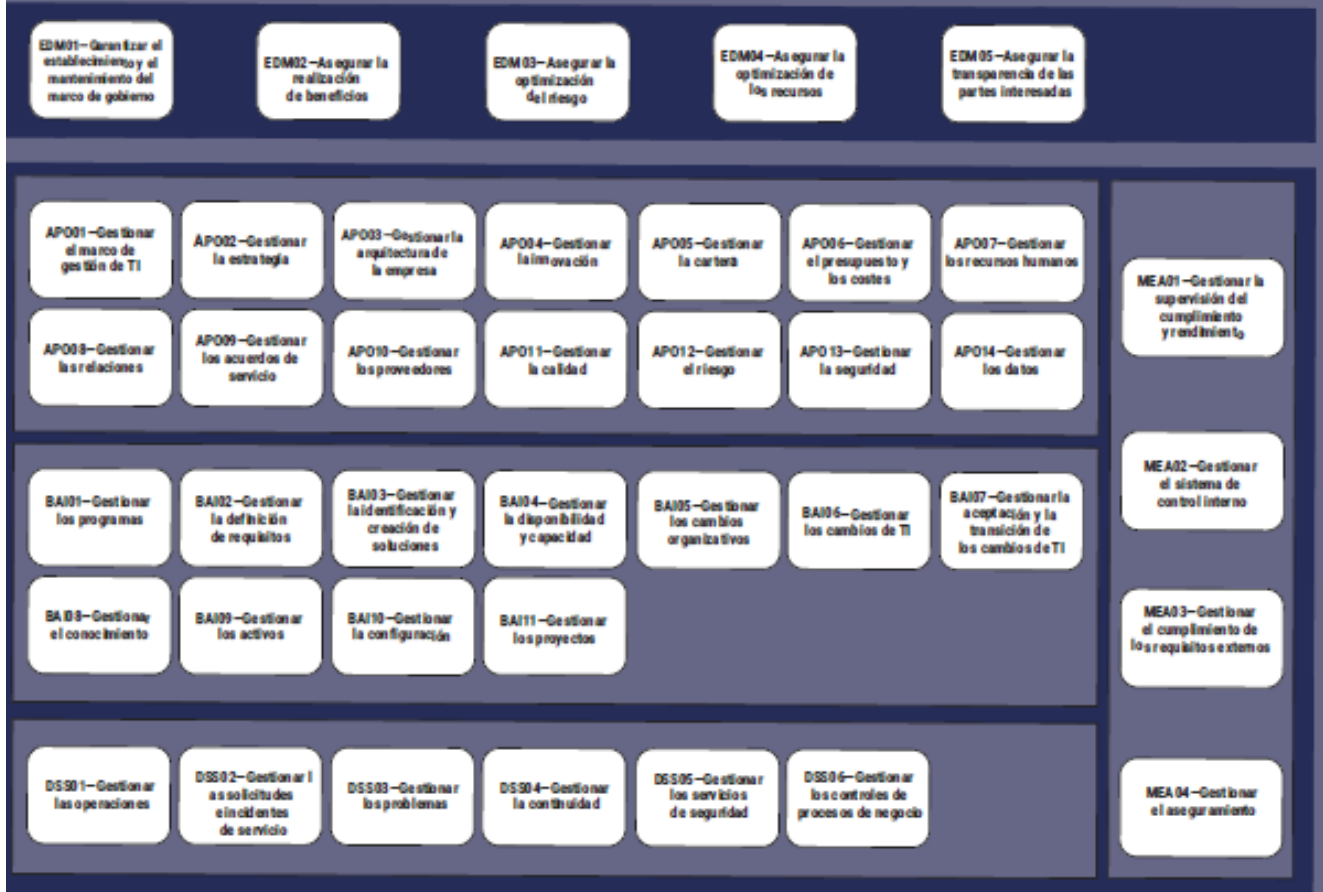 EDM01–Garantizar el
establecimiento y el
mantenimiento del
marco de gobierno
EDM02–Asegurar la
realización
de beneficios
EDM03–Asegurar la
optimización
del riesgo
EDM04–Asegurar la
optimización de
los recursos
EDM05–Asegurar la
transparencia de las
partes interesadas
APO01–Gestionar
el marco de
gestión de TI
APO02–Gestionar
la estrategia
APO03–Gestionar la
arquitectura de
la empresa
APO04–Gestionar
la innovación
APO05–Gestionar
la cartera
APO06–Gestionar
el presupuesto y
los costes
APO07–Gestionar
los recursos humanos
APO08–Gestionar
las relaciones
APO09–Gestionar
los acuerdos de
servicio
APO10–Gestionar
los proveedores
APO11–Gestionar
la calidad
APO12–Gestionar
el riesgo
APO13–Gestionar
la seguridad
APO14–Gestionar
los datos
BAI01–Gestionar
los programas
BAI02–Gestionar
la definición
de requisitos
BAI03–Gestionar
la identificación y
creación de
soluciones
BAI04–Gestionar
la disponibilidad
y capacidad
BAI05–Gestionar
los cambios
organizativos
BAI06–Gestionar
los cambios de TI
BAI07–Gestionar la
aceptación y la
transición de
los cambios de TI
BAI08–Gestionar
el conocimiento
BAI09–Gestionar
los activos
BAI10–Gestionar
la configuración
BAI11–Gestionar
los proyectos
DSS01–Gestionar
las operaciones
DSS02–Gestionar l
as solicitudes
e incidentes
de servicio
DSS03–Gestionar
los problemas
DSS04–Gestionar
la continuidad
DSS05–Gestionar
los servicios
de seguridad
DSS06–Gestionar
los controles de
procesos de negocio
MEA01–Gestionar la
supervisión del
cumplimiento
y rendimiento
MEA02–Gestionar
el sistema de
control interno
MEA03–Gestionar
el cumplimiento de
los requisitos externos
MEA04–Gestionar
el aseguramiento